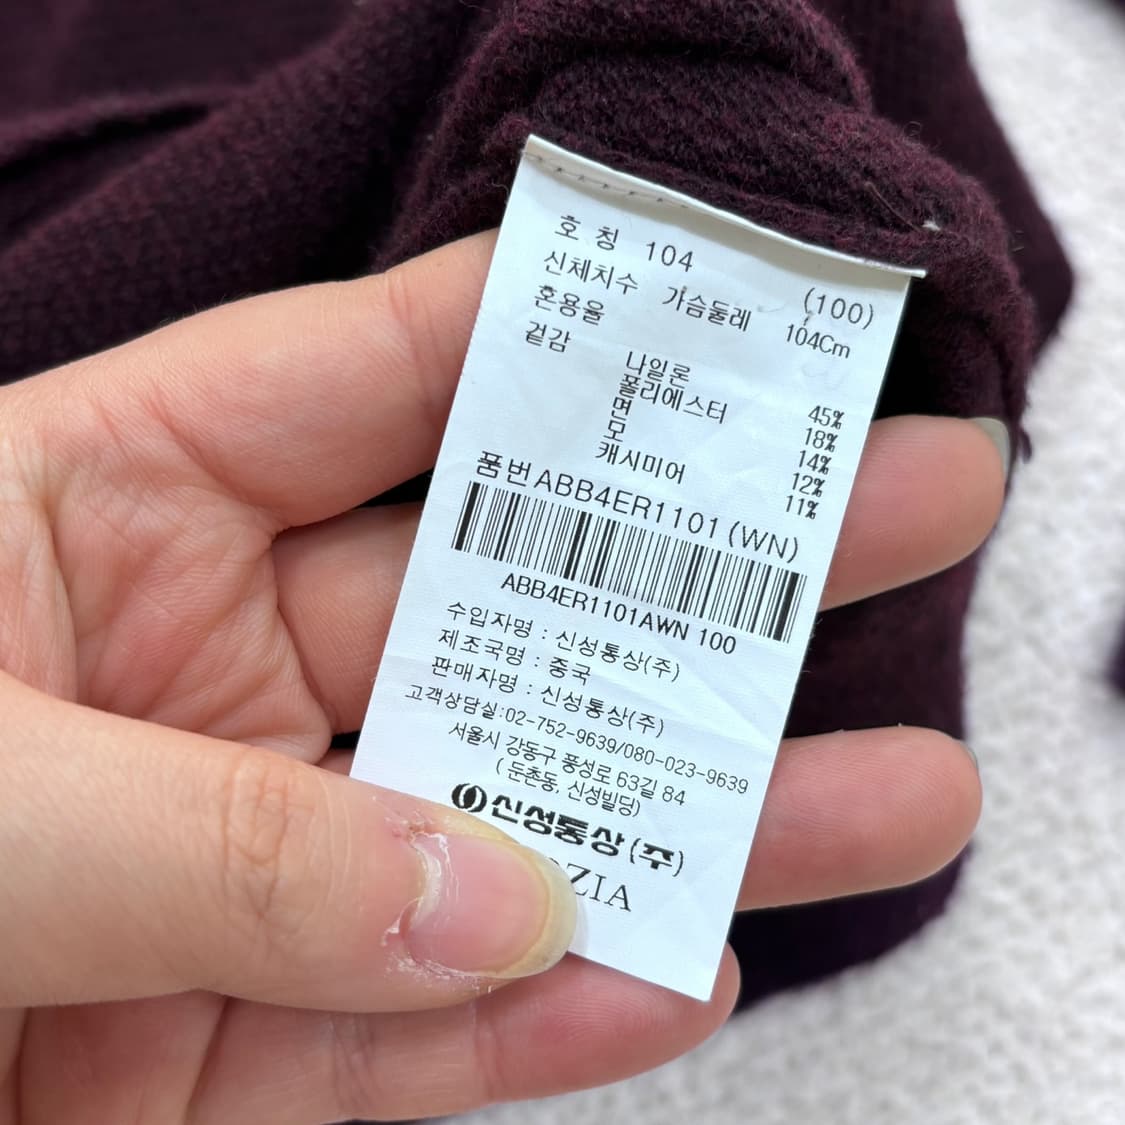 호 칭 104 (100)
신체치수 가슴둘레 104Cm
혼용율
겉감 나일론 45%
폴리에스터 18%
면 14%
모 12%
캐시미어 11%
품번ABB4ER1101(WN)
ABB4ER1101AWN 100
수입자명 : 신성통상(주)
제조국명 : 중국
판매자명 : 신성통상(주)
고객상담실:02-752-9639/080-023-9639
서울시 강동구 풍성로 63길 84
( 둔촌동, 신성빌딩)
신성통상(주)